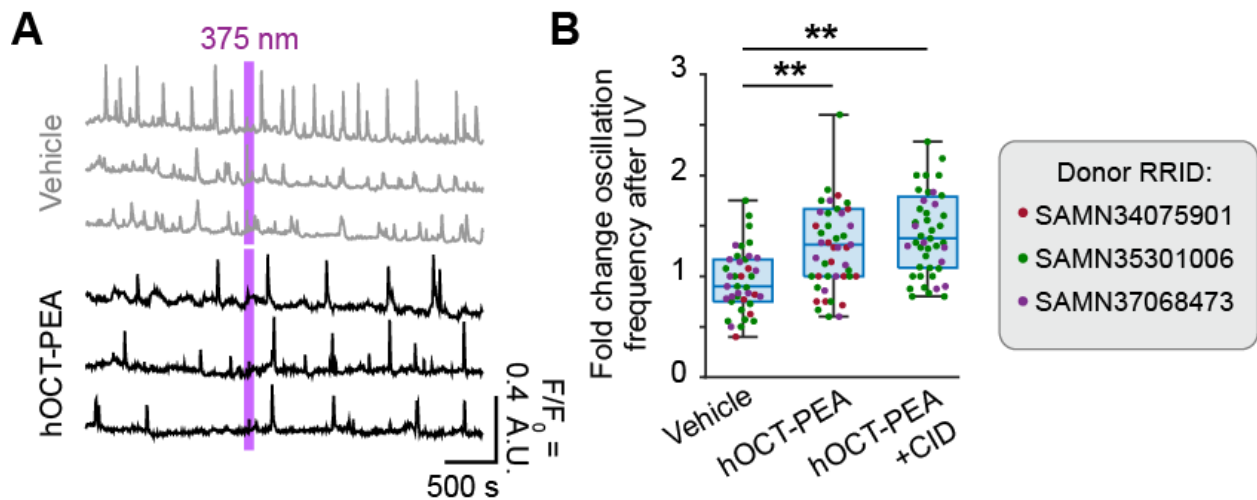 A
375 nm
Vehicle
hOCT-PEA
F/F0 =
0.4 A.U.
500 s
B
**
**
Fold change oscillation
frequency after UV
3
2
1
0
Vehicle
hOCT-PEA
hOCT-PEA
+CID
Donor RRID:
SAMN34075901
SAMN35301006
SAMN37068473